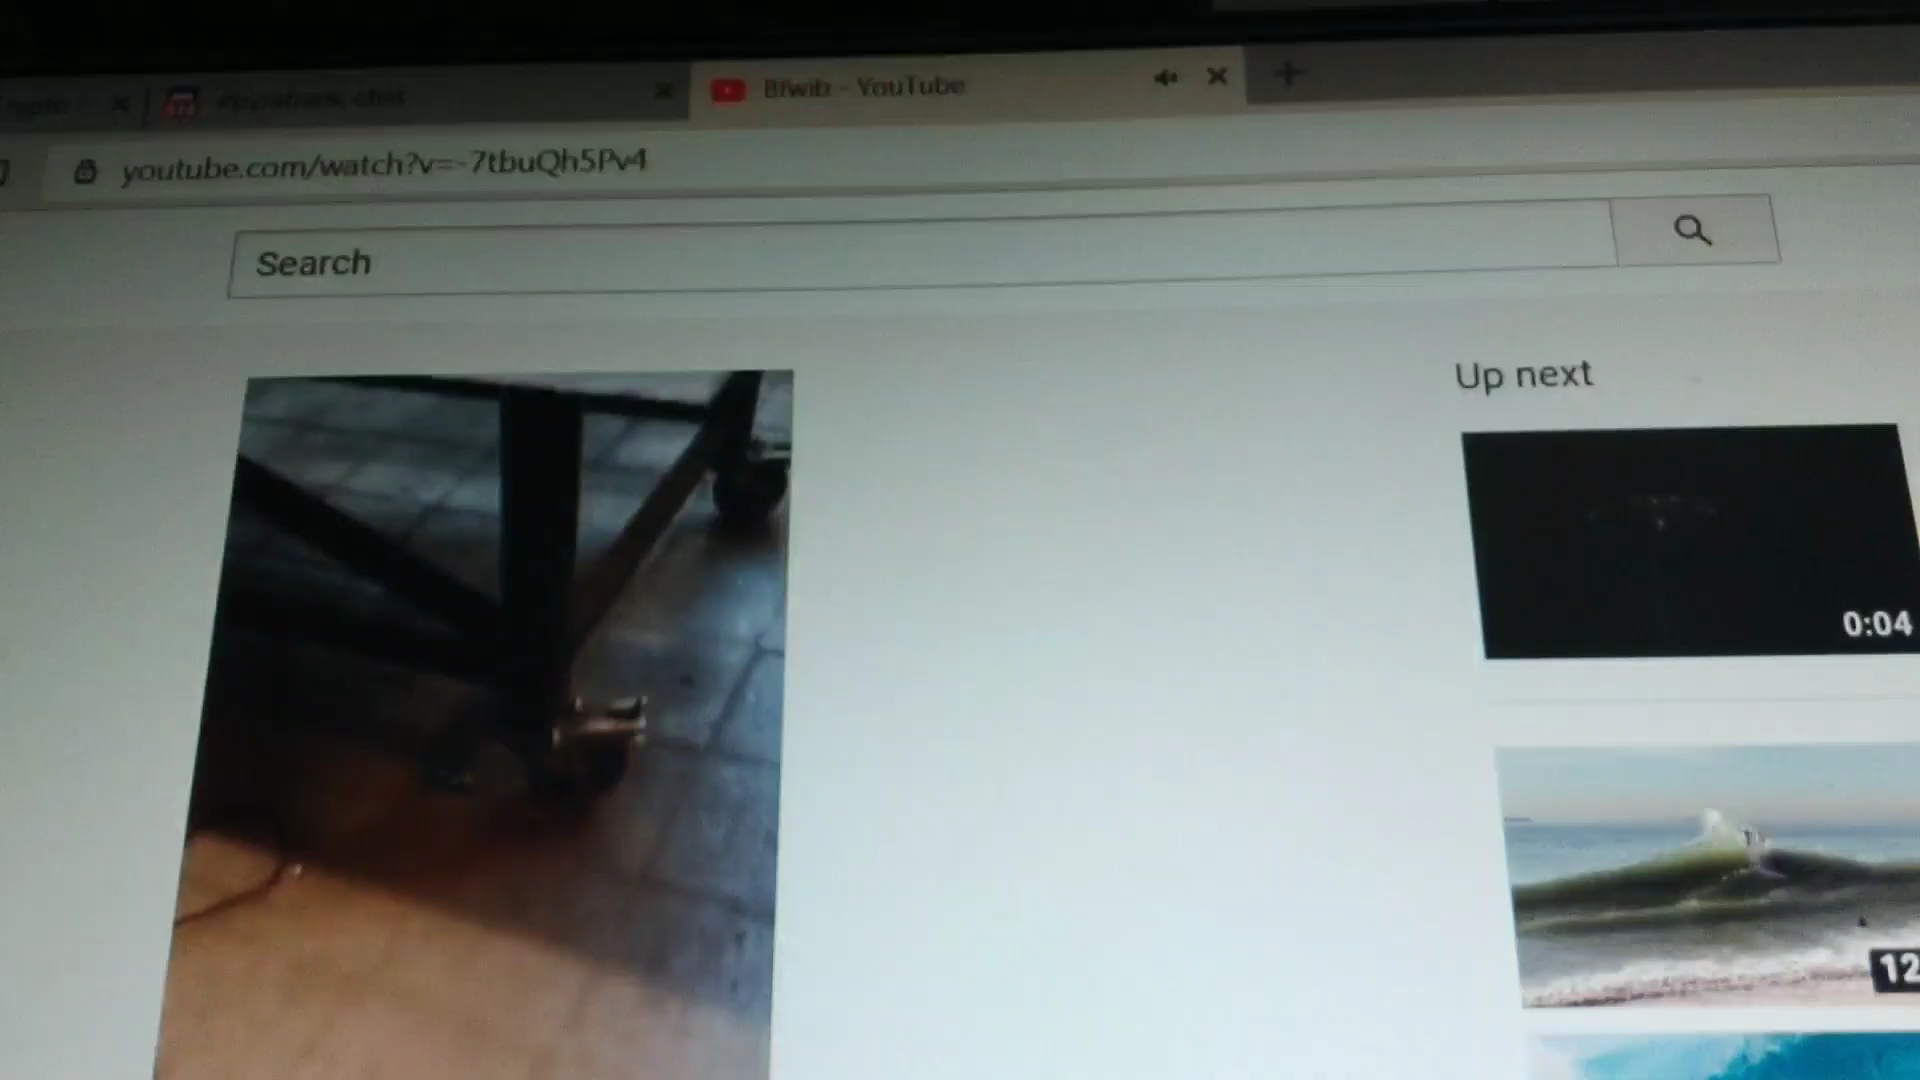 Bfwib - YouTube
youtube.com/watch?v=-7tbuQh5Pv4
Search
Up next
0:04
12